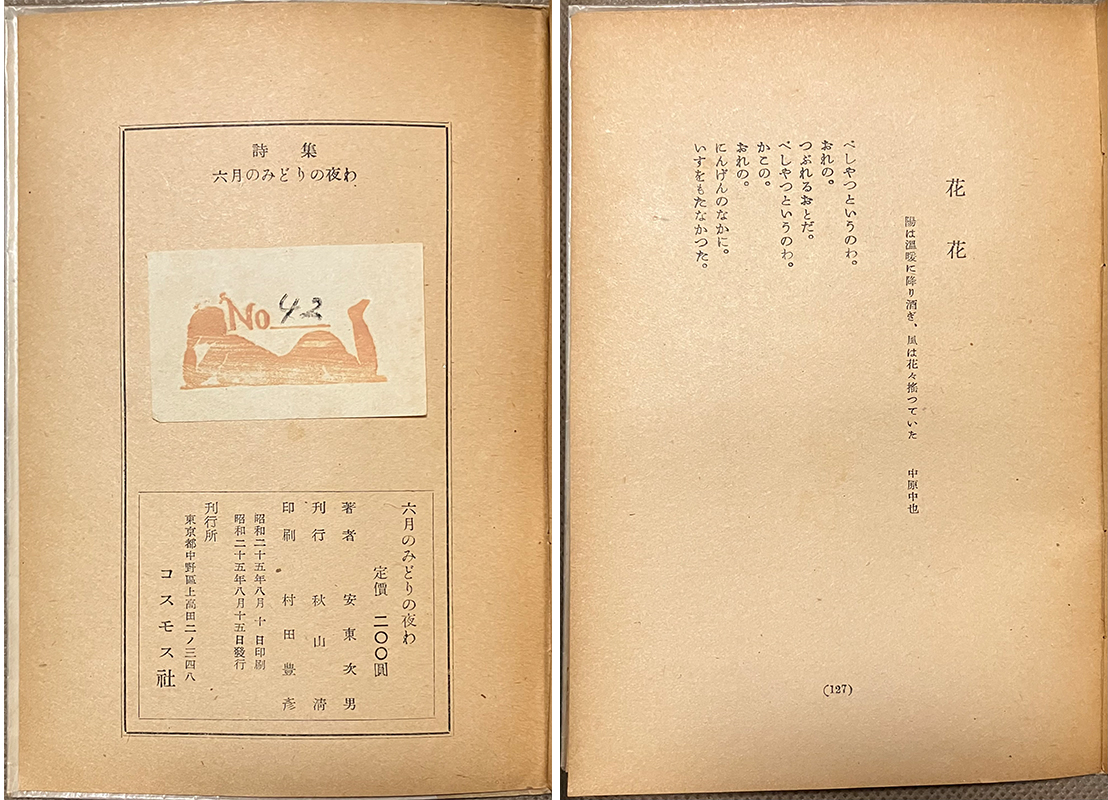 詩集
六月のみどりの夜わ
No 42
六月のみどりの夜わ
定價 二〇〇圓
著者 安東次男
刊行 秋山淸
印刷 村田豊彥
昭和二十五年八月 十日印刷
昭和二十五年八月十五日發行
刊行所
東京都中野區上高田二ノ三四八
コスモス社
花花
陽は溫暖に降り洒ぎ、風は花々搖つていた 中原中也
ぺしやつというのわ。
おれの。
つぶれるおとだ。
ぺしやつというのわ。
かこの。
おれの。
にんげんのなかに。
いすをもたなかつた。
(127)